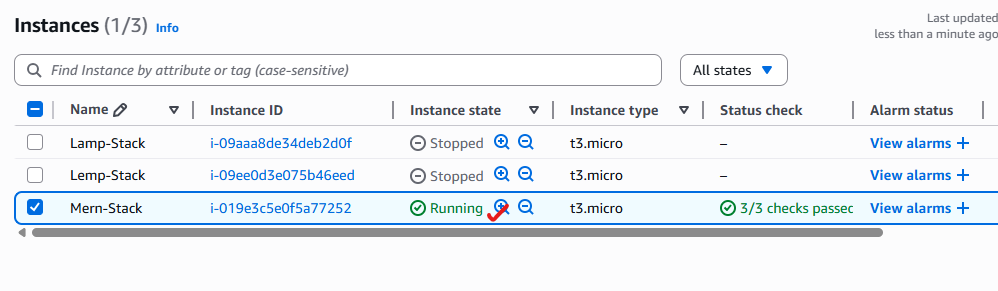 Instances (1/3) Info
Last updated
less than a minute ago
Find Instance by attribute or tag (case-sensitive)
All states
Name Instance ID Instance state Instance type Status check Alarm status
Lamp-Stack i-09aaa8de34deb2d0f Stopped t3.micro – View alarms +
Lemp-Stack i-09ee0d3e075b46eed Stopped t3.micro – View alarms +
Mern-Stack i-019e3c5e0f5a77252 Running t3.micro 3/3 checks passec View alarms +